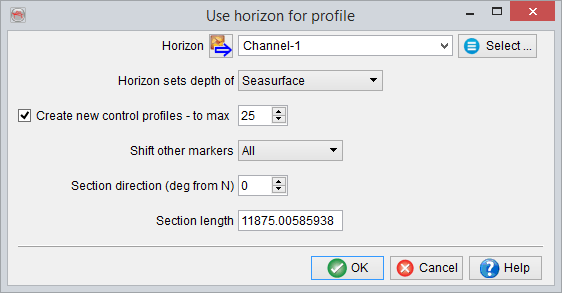 Use horizon for profile
Horizon Channel-1 Select ...
Horizon sets depth of Seasurface
Create new control profiles - to max 25
Shift other markers All
Section direction (deg from N) 0
Section length 11875.00585938
OK Cancel Help